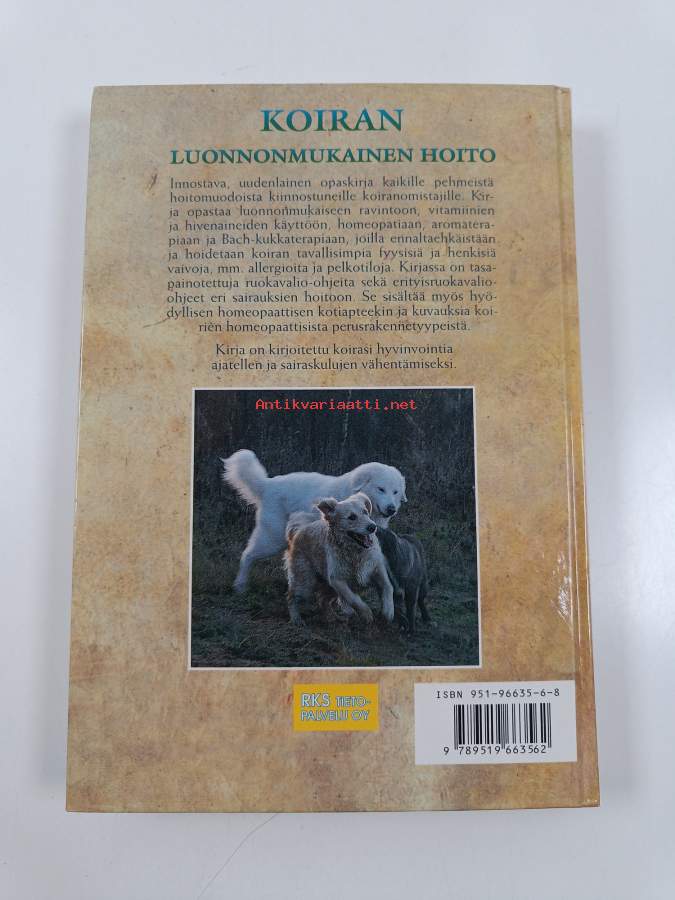 KOIRAN
LUONNONMUKAINEN HOITO
Innostava, uudenlainen opaskirja kaikille pehmeistä
hoitomuodoista kiinnostuneille koiranomistajille. Kir-
ja opastaa luonnonmukaiseen ravintoon, vitamiinien
ja hivenaineiden käyttöön, homeopatiaan, aromatera-
piaan ja Bach-kukkaterapiaan, joilla ennaltaehkäistään
ja hoidetaan koiran tavallisimpia fyysisiä ja henkisiä
vaivoja, mm. allergioita ja pelkotiloja. Kirjassa on tasa-
painotettuja ruokavalio-ohjeita sekä erityisruokavalio-
ohjeet eri sairauksien hoitoon. Se sisältää myös hyö-
dyllisen homeopaattisen kotiapteekin ja kuvauksia koi-
rien homeopaattisista perusrakennetyypeistä.
Kirja on kirjoitettu koirasi hyvinvointia
ajatellen ja sairaskulujen vähentämiseksi.
Antikvariaatti.net
RKS TIETO-
PALVELU OY
ISBN 951-96635-6-8
9 789519 663562